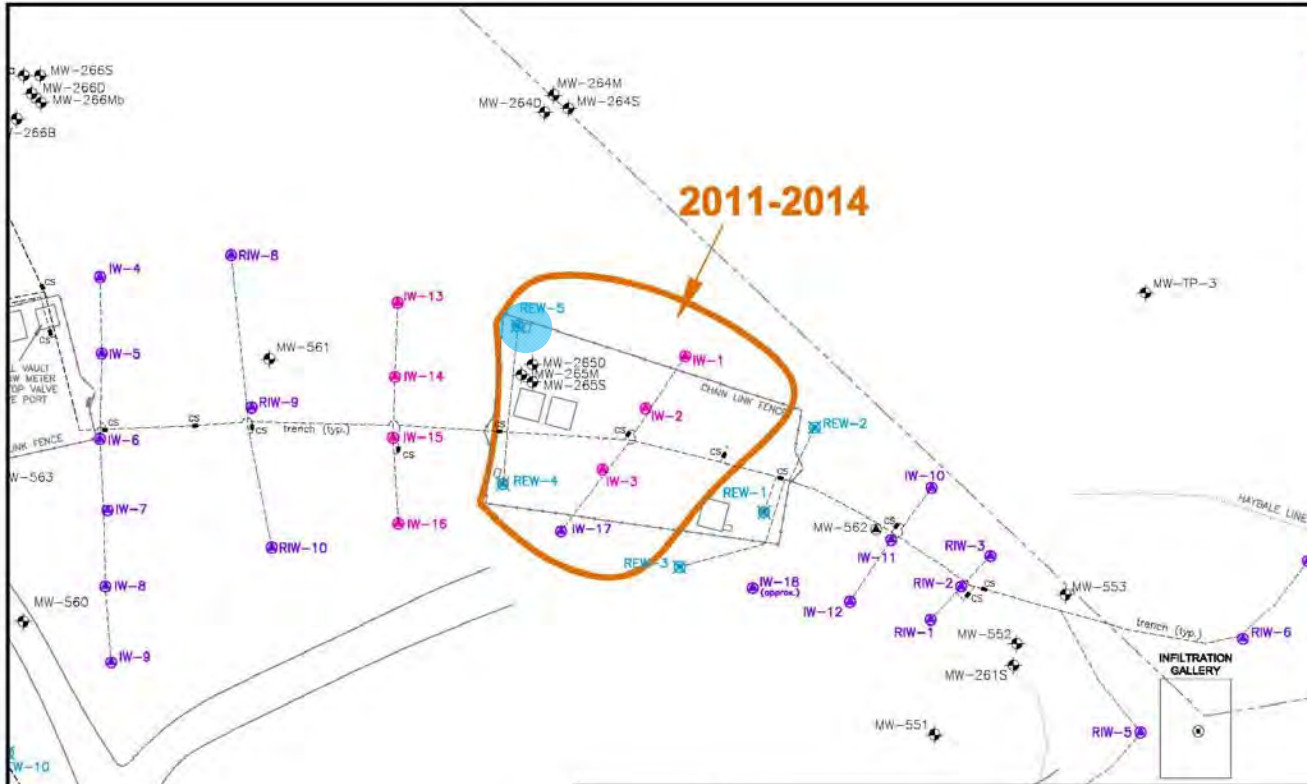 MW-266S
MW-266D
MW-266Mb
MW-264M
MW-264D
MW-264S
2011-2014
CS
IW-4
RIW-8
IW-13
REW-5
MW-TP-3
CS
IW-5
MW-561
IW-14
MW-265D
MW-265M
MW-265S
IW-1
VAULT
METER
VALVE
PORT
CHAIN LINK FENCE
RIW-9
IW-2
REW-2
CS
CS
trench (typ.)
CS
CS
IW-6
FENCE
IW-15
CS
CS
CS
IW-3
REW-4
IW-10
IW-7
REW-1
HAYBALE LINE
IW-16
IW-17
MW-562
CS
RIW-10
IW-11
RIW-3
REW-3
IW-8
IW-18
(approx.)
RIW-2
CS
CS
MW-553
MW-560
IW-12
RIW-1
trench (typ.)
RIW-6
MW-552
IW-9
MW-261S
INFILTRATION
GALLERY
MW-551
RIW-5